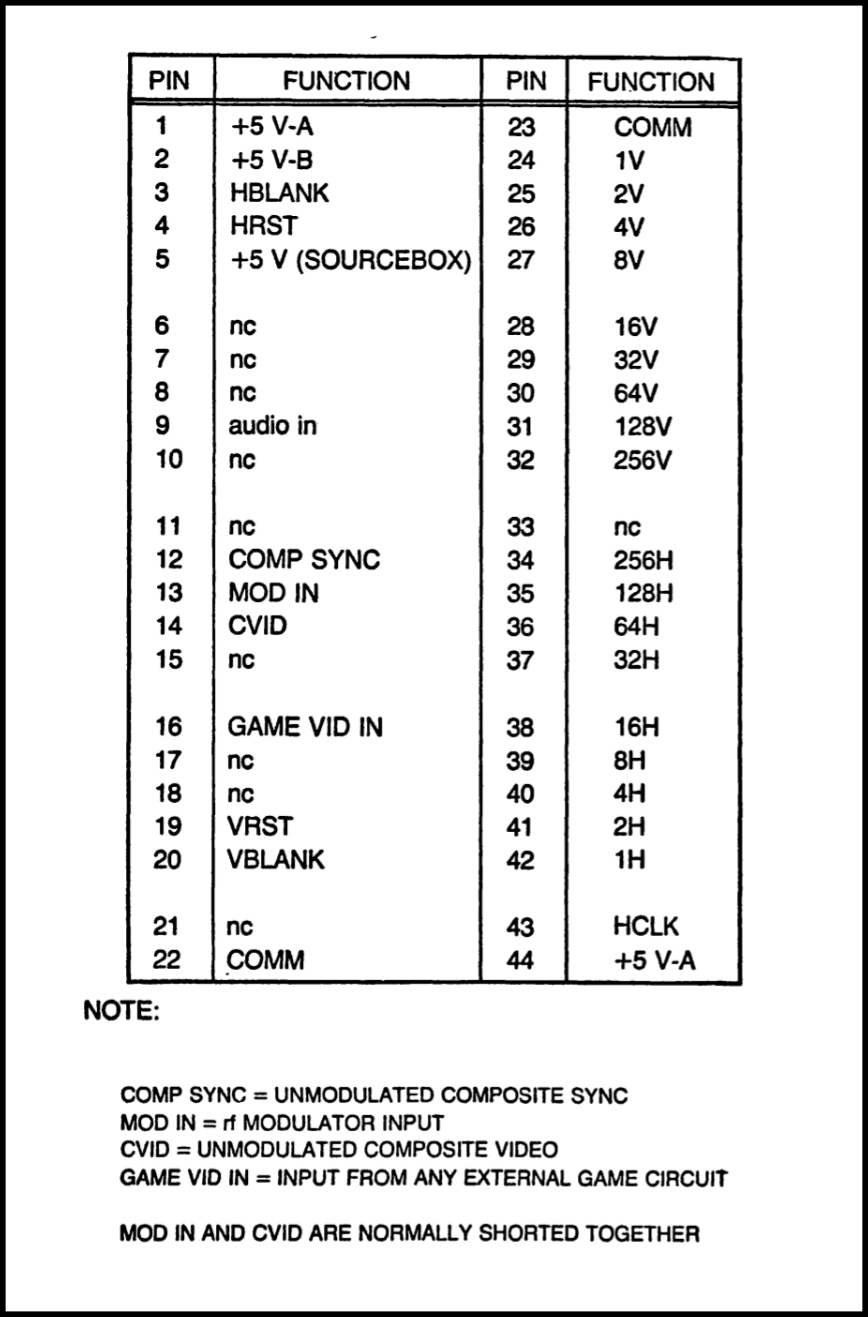 PIN FUNCTION PIN FUNCTION
1 +5 V-A 23 COMM
2 +5 V-B 24 1V
3 HBLANK 25 2V
4 HRST 26 4V
5 +5 V (SOURCEBOX) 27 8V
6 nc 28 16V
7 nc 29 32V
8 nc 30 64V
9 audio in 31 128V
10 nc 32 256V
11 nc 33 nc
12 COMP SYNC 34 256H
13 MOD IN 35 128H
14 CVID 36 64H
15 nc 37 32H
16 GAME VID IN 38 16H
17 nc 39 8H
18 nc 40 4H
19 VRST 41 2H
20 VBLANK 42 1H
21 nc 43 HCLK
22 COMM 44 +5 V-A
NOTE:
COMP SYNC = UNMODULATED COMPOSITE SYNC
MOD IN = rf MODULATOR INPUT
CVID = UNMODULATED COMPOSITE VIDEO
GAME VID IN = INPUT FROM ANY EXTERNAL GAME CIRCUIT
MOD IN AND CVID ARE NORMALLY SHORTED TOGETHER